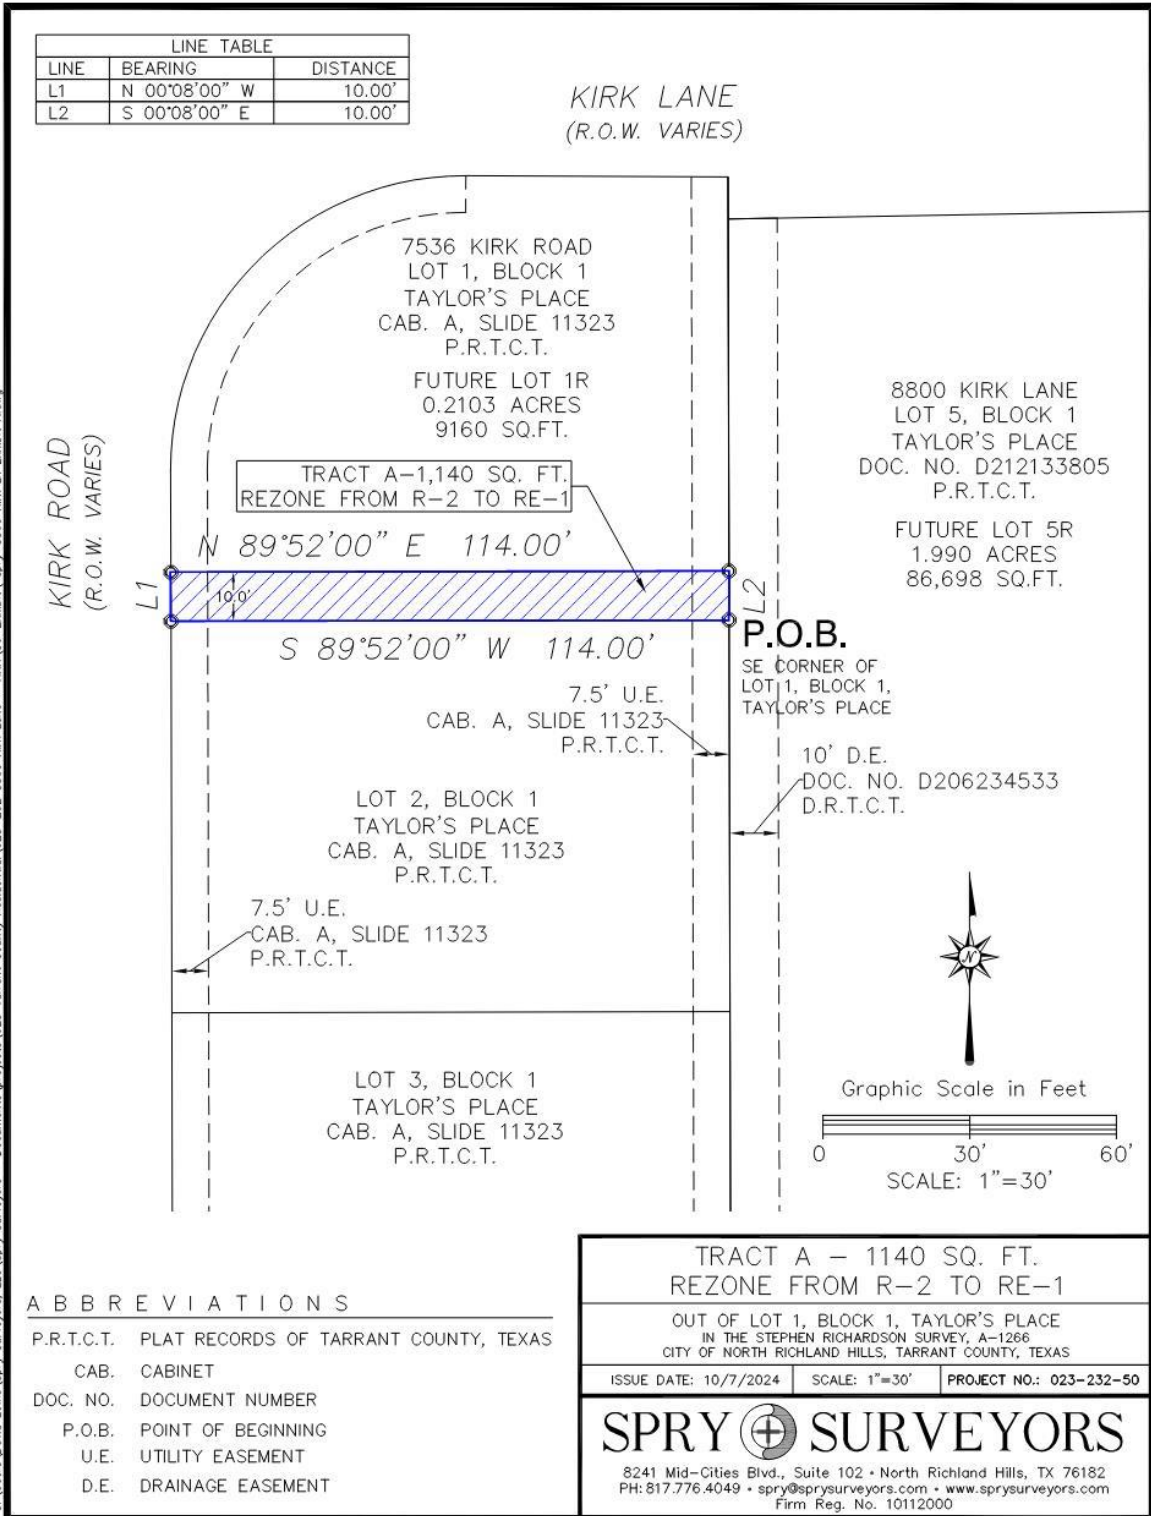 LINE TABLE
LINE BEARING DISTANCE
L1 N 00°08'00" W 10.00'
L2 S 00°08'00" E 10.00'
KIRK LANE
(R.O.W. VARIES)
7536 KIRK ROAD
LOT 1, BLOCK 1
TAYLOR'S PLACE
CAB. A, SLIDE 11323
P.R.T.C.T.
FUTURE LOT 1R
0.2103 ACRES
9160 SQ.FT.
8800 KIRK LANE
LOT 5, BLOCK 1
TAYLOR'S PLACE
DOC. NO. D212133805
P.R.T.C.T.
FUTURE LOT 5R
1.990 ACRES
86,698 SQ.FT.
KIRK ROAD
(R.O.W. VARIES)
TRACT A-1,140 SQ. FT.
REZONE FROM R-2 TO RE-1
N 89°52'00" E 114.00'
L1
10.0'
L2
S 89°52'00" W 114.00'
P.O.B.
SE CORNER OF
LOT 1, BLOCK 1,
TAYLOR'S PLACE
7.5' U.E.
CAB. A, SLIDE 11323
P.R.T.C.T.
10' D.E.
DOC. NO. D206234533
D.R.T.C.T.
LOT 2, BLOCK 1
TAYLOR'S PLACE
CAB. A, SLIDE 11323
P.R.T.C.T.
7.5' U.E.
CAB. A, SLIDE 11323
P.R.T.C.T.
N
LOT 3, BLOCK 1
TAYLOR'S PLACE
CAB. A, SLIDE 11323
P.R.T.C.T.
Graphic Scale in Feet
0 30' 60'
SCALE: 1"=30'
ABBREVIATIONS
P.R.T.C.T. PLAT RECORDS OF TARRANT COUNTY, TEXAS
CAB. CABINET
DOC. NO. DOCUMENT NUMBER
P.O.B. POINT OF BEGINNING
U.E. UTILITY EASEMENT
D.E. DRAINAGE EASEMENT
TRACT A - 1140 SQ. FT.
REZONE FROM R-2 TO RE-1
OUT OF LOT 1, BLOCK 1, TAYLOR'S PLACE
IN THE STEPHEN RICHARDSON SURVEY, A-1266
CITY OF NORTH RICHLAND HILLS, TARRANT COUNTY, TEXAS
ISSUE DATE: 10/7/2024 SCALE: 1"=30' PROJECT NO.: 023-232-50
SPRY SURVEYORS
8241 Mid-Cities Blvd., Suite 102 • North Richland Hills, TX 76182
PH: 817.776.4049 • spry@sprysurveyors.com • www.sprysurveyors.com
Firm Reg. No. 10112000